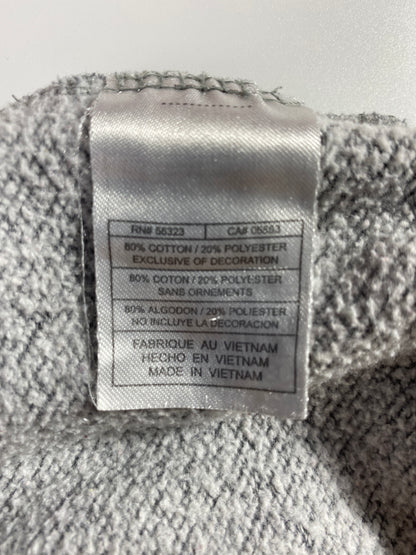 RN# 56323 CA# 05553
80% COTTON / 20% POLYESTER
EXCLUSIVE OF DECORATION
80% COTON / 20% POLYESTER
SANS ORNEMENTS
80% ALGODON / 20% POLIESTER
NO INCLUYE LA DECORACION
FABRIQUE AU VIETNAM
HECHO EN VIETNAM
MADE IN VIETNAM